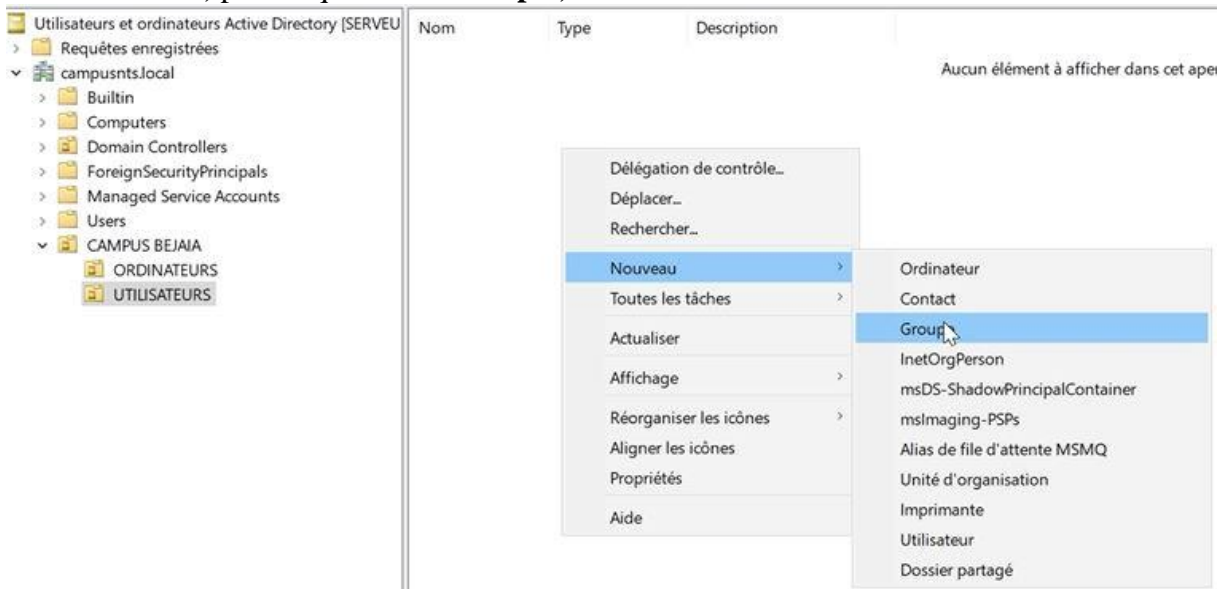 Utilisateurs et ordinateurs Active Directory [SERVEU
Requêtes enregistrées
campusnts.local
Builtin
Computers
Domain Controllers
ForeignSecurityPrincipals
Managed Service Accounts
Users
CAMPUS BEJAIA
ORDINATEURS
UTILISATEURS
Nom Type Description
Aucun élément à afficher dans cet aper
Délégation de contrôle...
Déplacer...
Rechercher...
Nouveau
Toutes les tâches
Actualiser
Affichage
Réorganiser les icônes
Aligner les icônes
Propriétés
Aide
Ordinateur
Contact
Groupe
InetOrgPerson
msDS-ShadowPrincipalContainer
msImaging-PSPs
Alias de file d'attente MSMQ
Unité d'organisation
Imprimante
Utilisateur
Dossier partagé